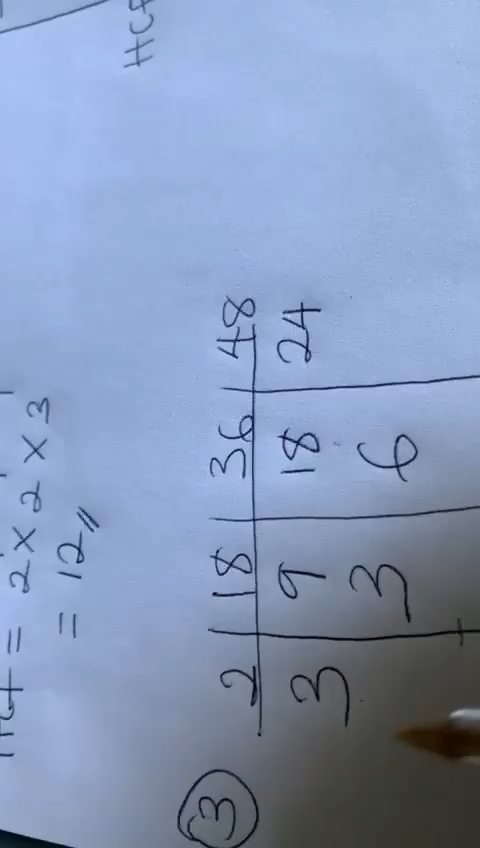 HCF
HCF = 2 × 2 × 3
= 12//
3
2 18 36 48
3 9 18 24
3 6